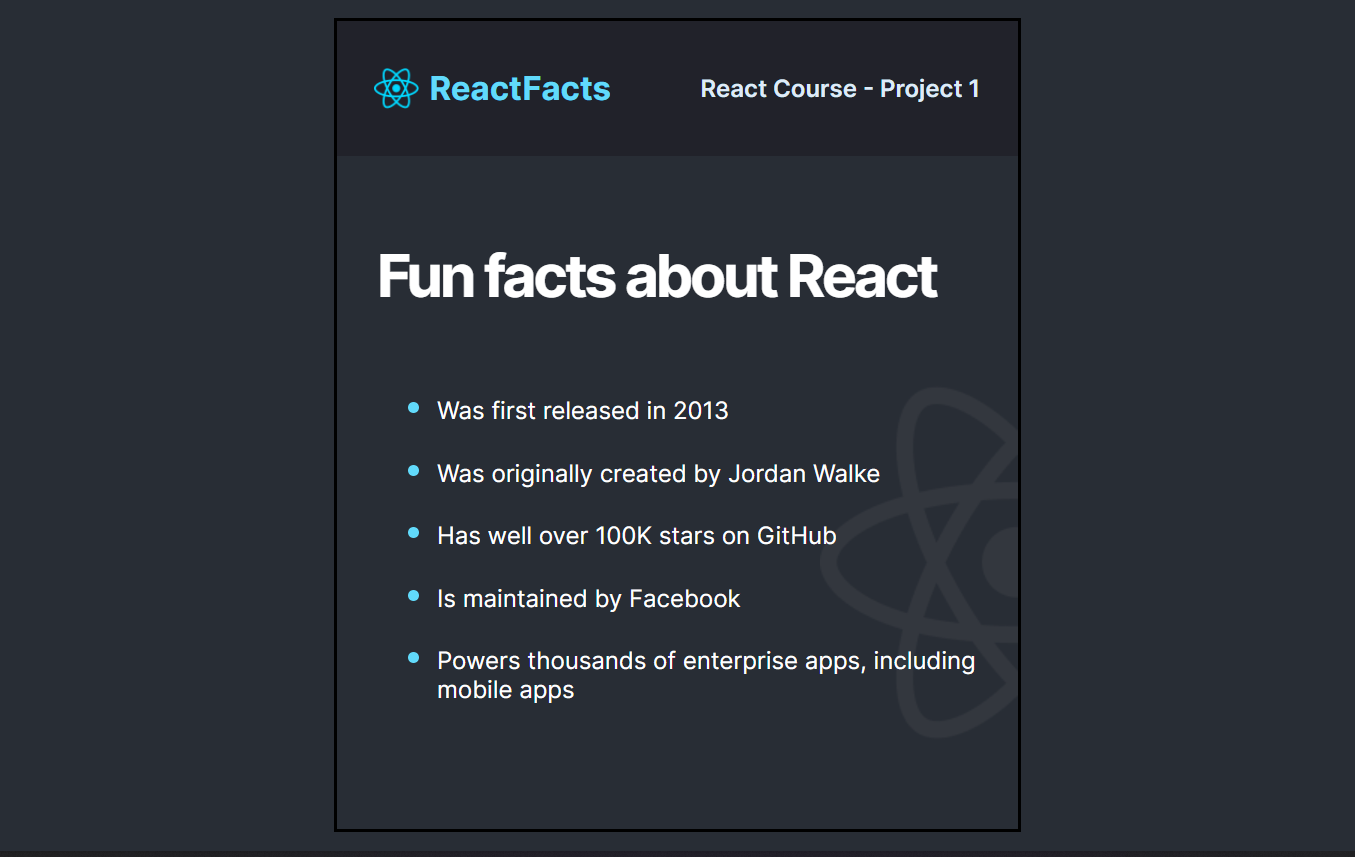 ReactFacts
React Course - Project 1
Fun facts about React
Was first released in 2013
Was originally created by Jordan Walke
Has well over 100K stars on GitHub
Is maintained by Facebook
Powers thousands of enterprise apps, including
mobile apps